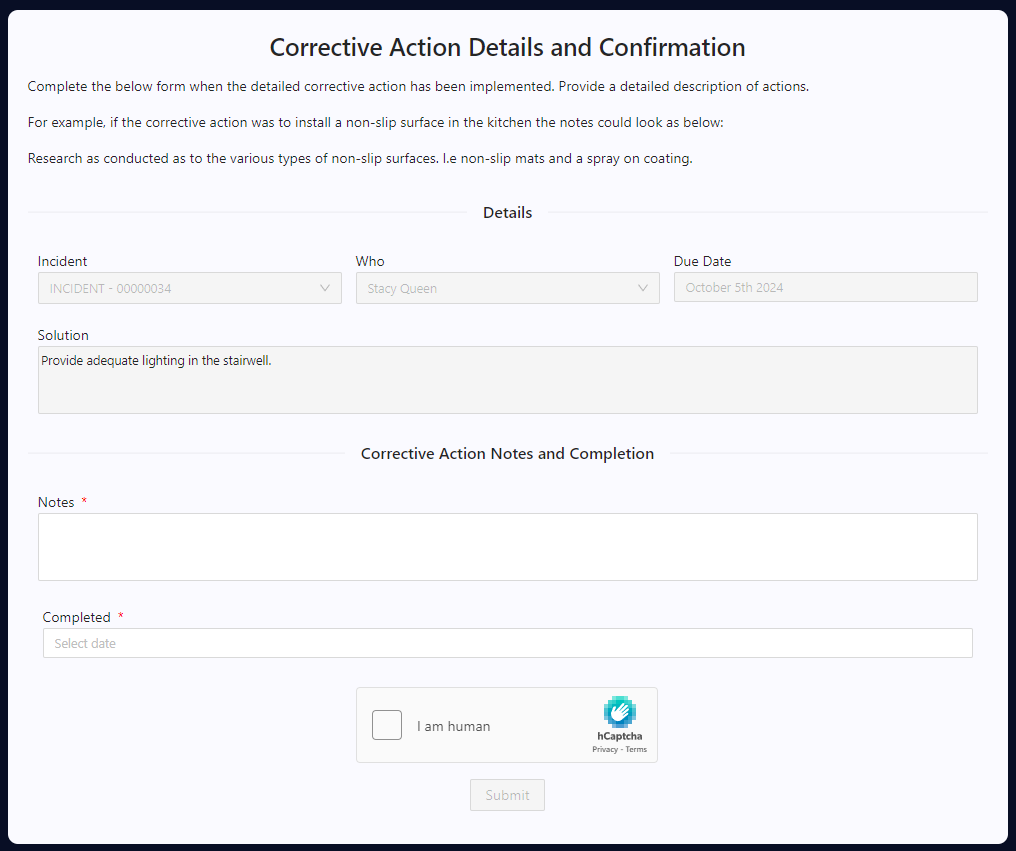 Corrective Action Details and Confirmation
Complete the below form when the detailed corrective action has been implemented. Provide a detailed description of actions.
For example, if the corrective action was to install a non-slip surface in the kitchen the notes could look as below:
Research as conducted as to the various types of non-slip surfaces. I.e non-slip mats and a spray on coating.
Details
Incident Who Due Date
INCIDENT - 00000034 Stacy Queen October 5th 2024
Solution
Provide adequate lighting in the stairwell.
Corrective Action Notes and Completion
Notes *
Completed *
Select date
I am human
hCaptcha
Privacy - Terms
Submit